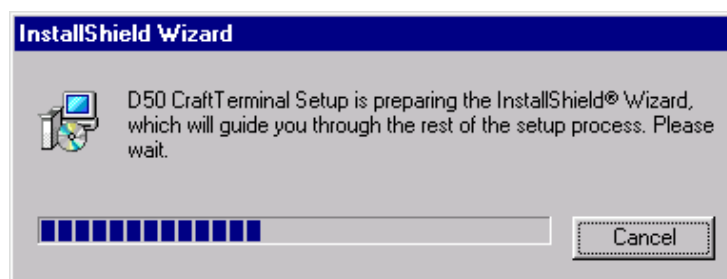 InstallShield Wizard
D50 CraftTerminal Setup is preparing the InstallShield® Wizard,
which will guide you through the rest of the setup process. Please
wait.
Cancel